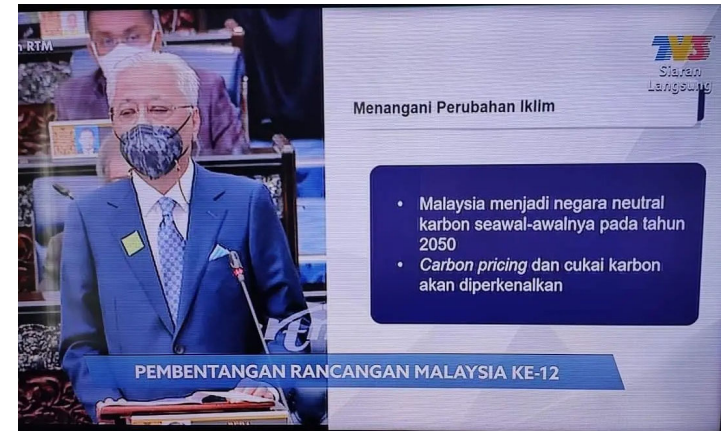 RTM
TV3
Siaran
Langsung
Menangani Perubahan Iklim
• Malaysia menjadi negara neutral
karbon seawal-awalnya pada tahun
2050
• Carbon pricing dan cukai karbon
akan diperkenalkan
rtm
PEMBENTANGAN RANCANGAN MALAYSIA KE-12